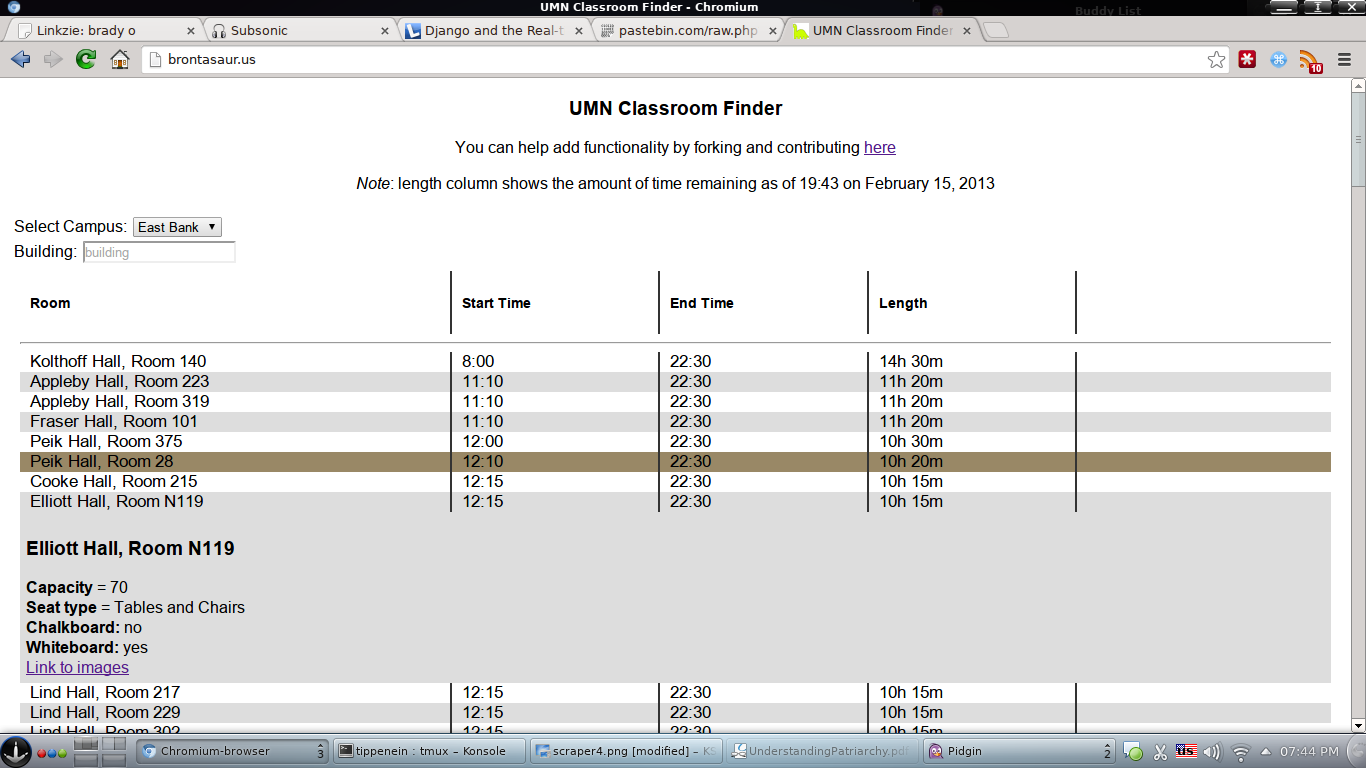 UMN Classroom Finder - Chromium
Buddy List
Linkzie: brady o
Subsonic
Django and the Real-t
pastebin.com/raw.php
UMN Classroom Finder
brontasaur.us
10
UMN Classroom Finder
You can help add functionality by forking and contributing here
Note: length column shows the amount of time remaining as of 19:43 on February 15, 2013
Select Campus: East Bank
Building: building
Room Start Time End Time Length
Kolthoff Hall, Room 140 8:00 22:30 14h 30m
Appleby Hall, Room 223 11:10 22:30 11h 20m
Appleby Hall, Room 319 11:10 22:30 11h 20m
Fraser Hall, Room 101 11:10 22:30 11h 20m
Peik Hall, Room 375 12:00 22:30 10h 30m
Peik Hall, Room 28 12:10 22:30 10h 20m
Cooke Hall, Room 215 12:15 22:30 10h 15m
Elliott Hall, Room N119 12:15 22:30 10h 15m
Elliott Hall, Room N119
Capacity = 70
Seat type = Tables and Chairs
Chalkboard: no
Whiteboard: yes
Link to images
Lind Hall, Room 217 12:15 22:30 10h 15m
Lind Hall, Room 229 12:15 22:30 10h 15m
Lind Hall, Room 302 12:15 22:30 10h 15m
Chromium-browser 3
tippenein : tmux – Konsole
scraper4.png [modified] – KS
UnderstandingPatriarchy.pdf
Pidgin 2
us
07:44 PM